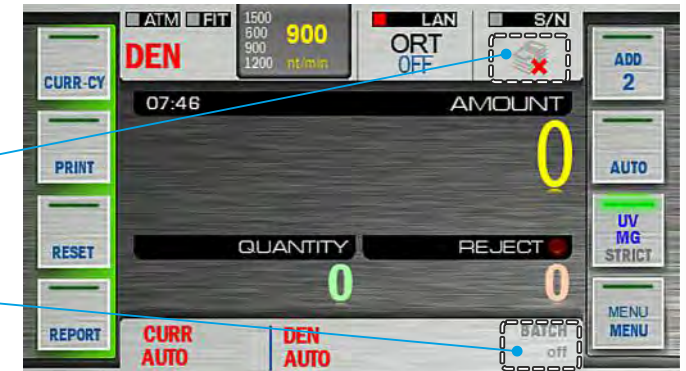 ATM FIT
DEN
1500
600
900
1200
900
nt/min
LAN
ORT
OFF
S/N
CURR-CY
PRINT
RESET
REPORT
07:46
AMOUNT
0
QUANTITY
0
REJECT
0
CURR
AUTO
DEN
AUTO
BATCH
off
ADD
2
AUTO
UV
MG
STRICT
MENU
MENU